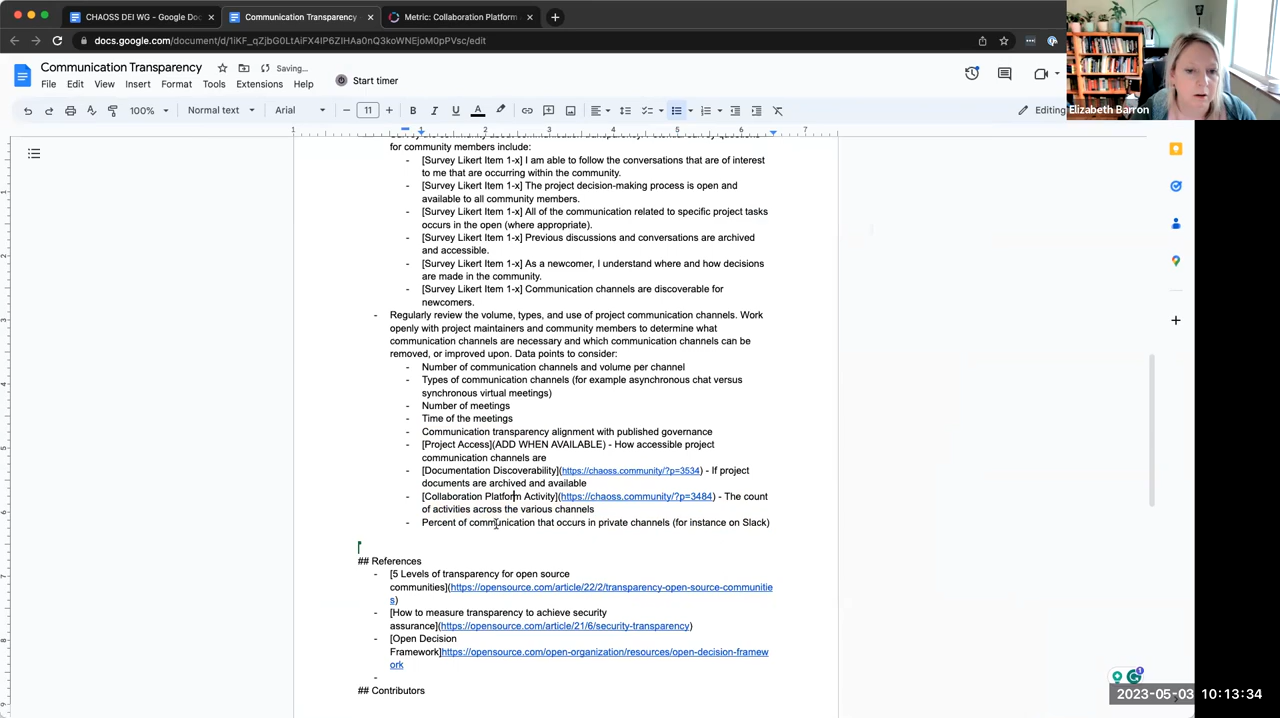 CHAOSS DEI WG - Google Doc
Communication Transparency
Metric: Collaboration Platform
docs.google.com/document/d/1iKF_qZjbG0LtAiFX4IP6ZIHAa0nQ3koWNEjoM0pPVsc/edit
Communication Transparency
Saving...
File Edit View Insert Format Tools Extensions Help
Start timer
100% Normal text Arial 11 Editing
Elizabeth Barron
1 1 2 3 4 5 6 7
for community members include:
- [Survey Likert Item 1-x] I am able to follow the conversations that are of interest
to me that are occurring within the community.
- [Survey Likert Item 1-x] The project decision-making process is open and
available to all community members.
- [Survey Likert Item 1-x] All of the communication related to specific project tasks
occurs in the open (where appropriate).
- [Survey Likert Item 1-x] Previous discussions and conversations are archived
and accessible.
- [Survey Likert Item 1-x] As a newcomer, I understand where and how decisions
are made in the community.
- [Survey Likert Item 1-x] Communication channels are discoverable for
newcomers.
- Regularly review the volume, types, and use of project communication channels. Work
openly with project maintainers and community members to determine what
communication channels are necessary and which communication channels can be
removed, or improved upon. Data points to consider:
- Number of communication channels and volume per channel
- Types of communication channels (for example asynchronous chat versus
synchronous virtual meetings)
- Number of meetings
- Time of the meetings
- Communication transparency alignment with published governance
- [Project Access](ADD WHEN AVAILABLE) - How accessible project
communication channels are
- [Documentation Discoverability](https://chaoss.community/?p=3534) - If project
documents are archived and available
- [Collaboration Platform Activity](https://chaoss.community/?p=3484) - The count
of activities across the various channels
- Percent of communication that occurs in private channels (for instance on Slack)
## References
- [5 Levels of transparency for open source
communities](https://opensource.com/article/22/2/transparency-open-source-communitie
s)
- [How to measure transparency to achieve security
assurance](https://opensource.com/article/21/6/security-transparency)
- [Open Decision
Framework]https://opensource.com/open-organization/resources/open-decision-framew
ork
-
## Contributors
2023-05-03 10:13:34